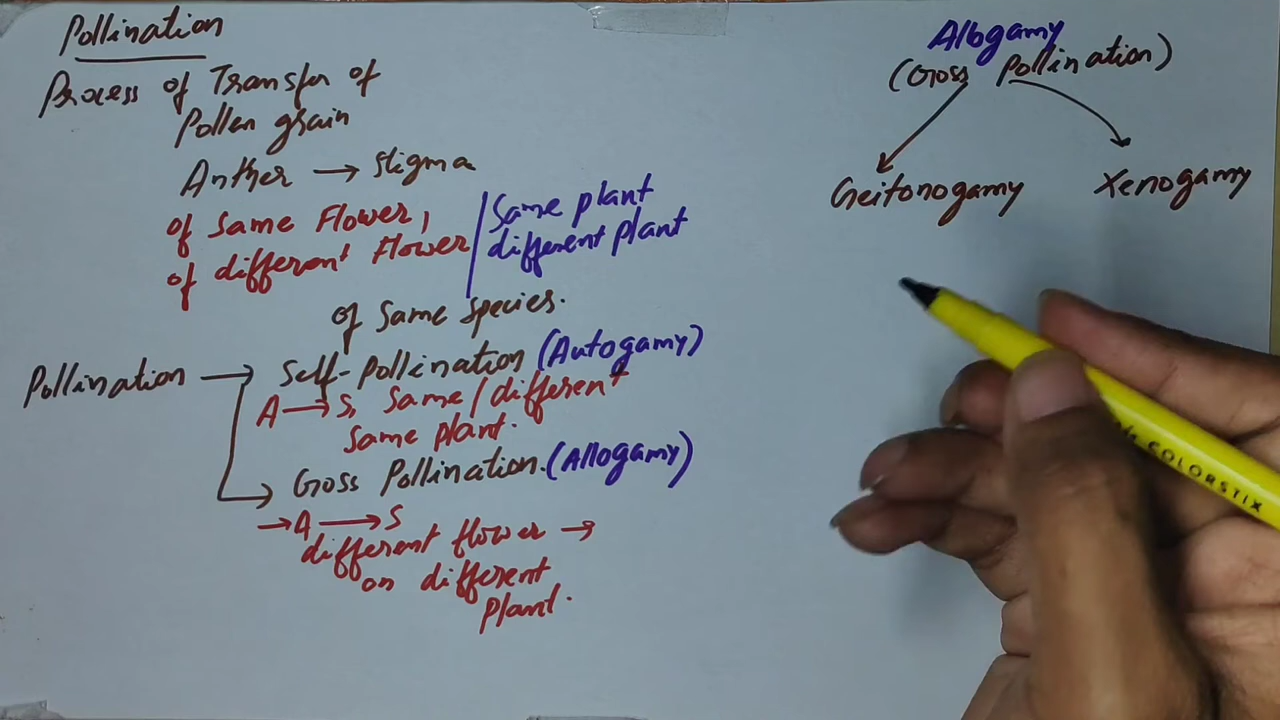 Pollination
Process of Transfer of
Pollen grain
Anther → Stigma
of Same Flower,
of different Flower
Same plant
different plant
of Same Species.
Pollination → Self-Pollination (Autogamy)
A → S, Same/different
Same plant.
Cross Pollination. (Allogamy)
→ A → S
different flower →
on different
plant.
Allogamy
(Cross Pollination)
Geitonogamy
Xenogamy
COLORSTIX